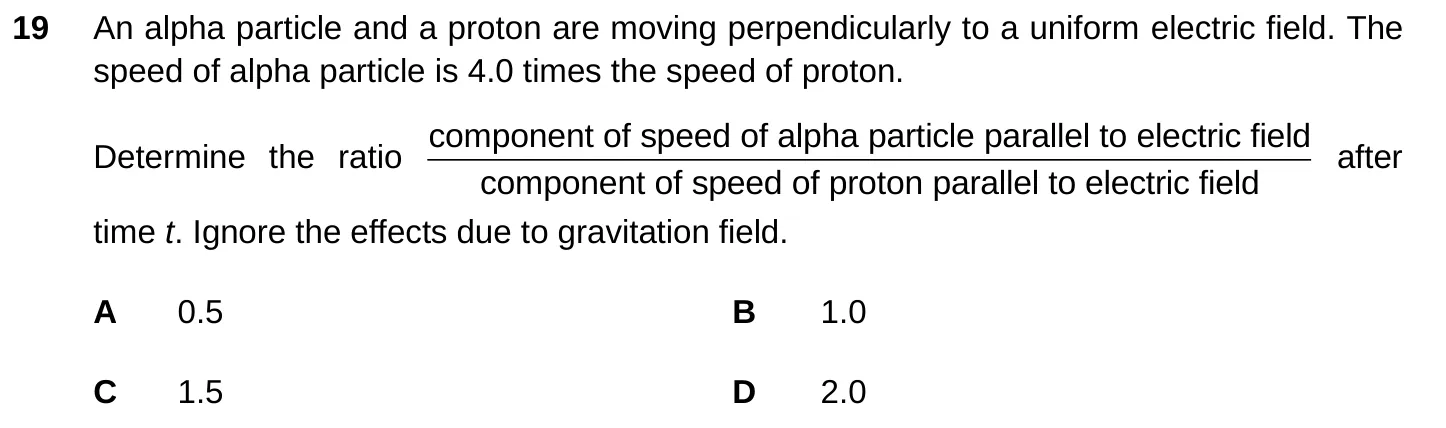 19 An alpha particle and a proton are moving perpendicularly to a uniform electric field. The
speed of alpha particle is 4.0 times the speed of proton.
component of speed of alpha particle parallel to electric field
Determine the ratio after
component of speed of proton parallel to electric field
time t. Ignore the effects due to gravitation field.
A 0.5 B 1.0
C 1.5 D 2.0